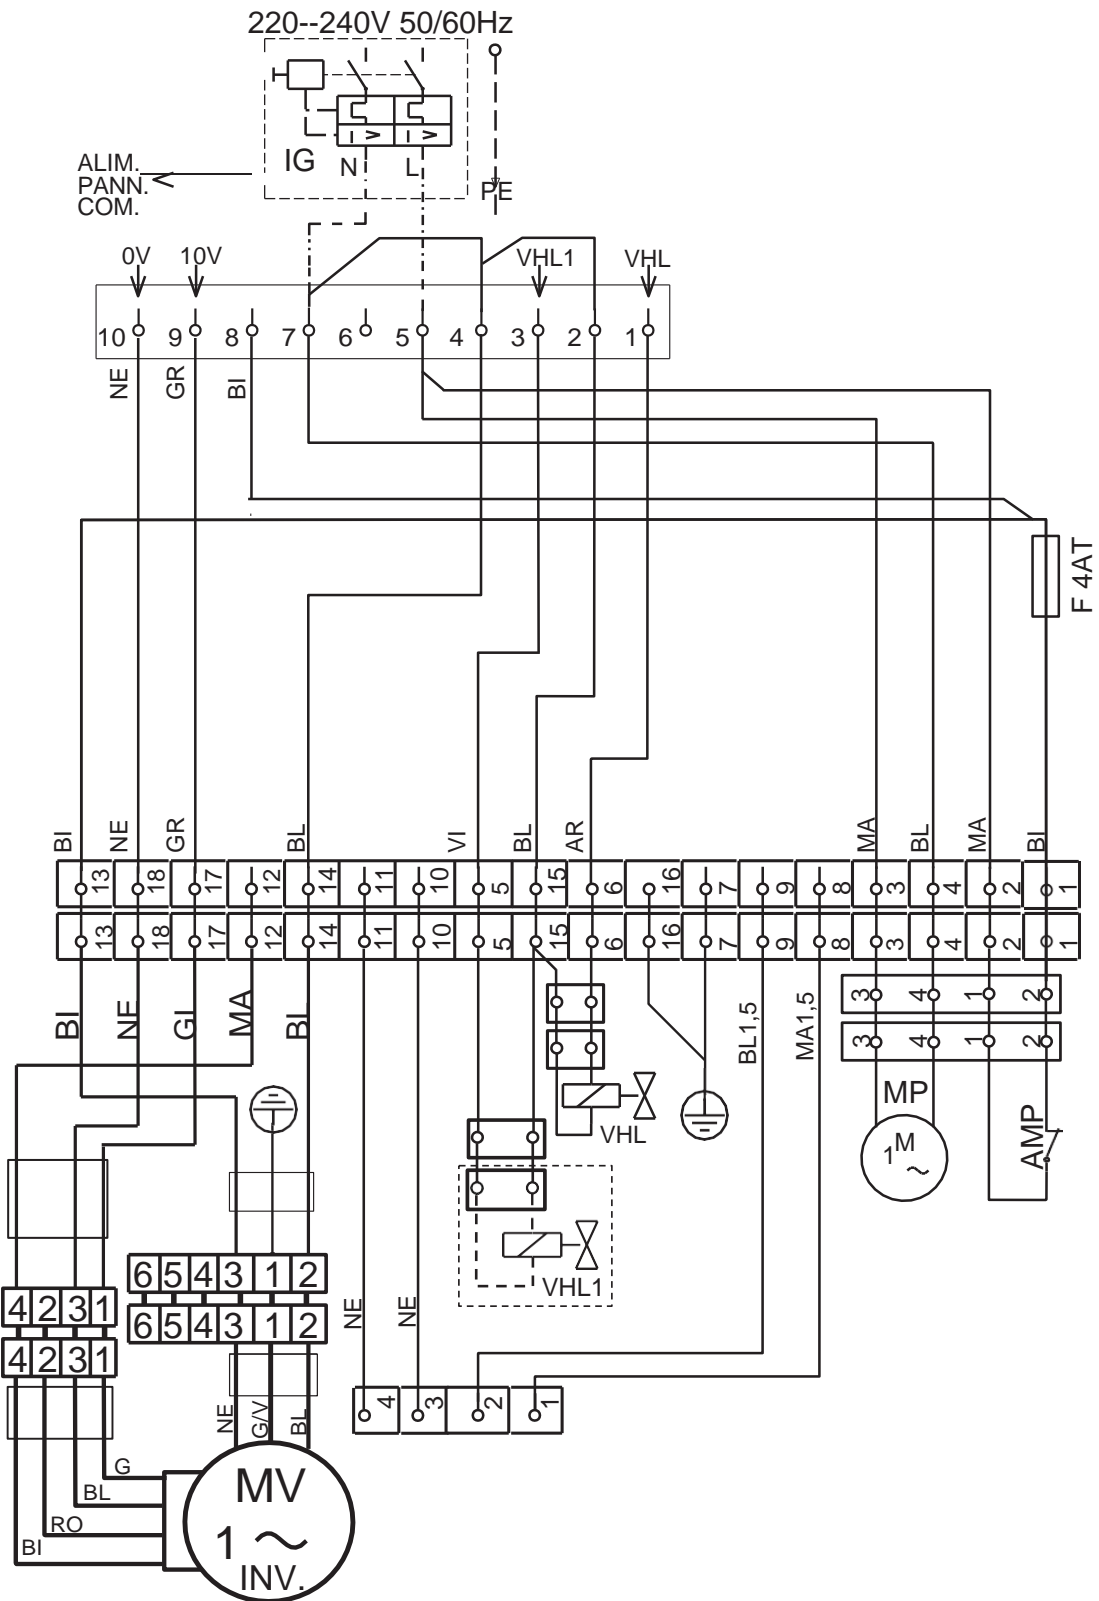 220--240V 50/60Hz
IG
N
L
PE
ALIM.
PANN.
COM.
0V
10V
VHL1
VHL
10
9
8
7
6
5
4
3
2
1
NE
GR
BI
F 4AT
BI
NE
GR
BL
VI
BL
AR
MA
BL
MA
BI
13
18
17
12
14
11
10
5
15
6
16
7
9
8
3
4
2
1
13
18
17
12
14
11
10
5
15
6
16
7
9
8
3
4
2
1
BI
NE
GI
MA
BL
BL1,5
MA1,5
3
4
1
2
3
4
1
2
VHL
MP
1
M
AMP
VHL1
6
5
4
3
1
2
6
5
4
3
1
2
4
2
3
1
4
2
3
1
NE
NE
4
3
2
1
NE
G/V
BL
G
BL
RO
BI
MV
1
INV.